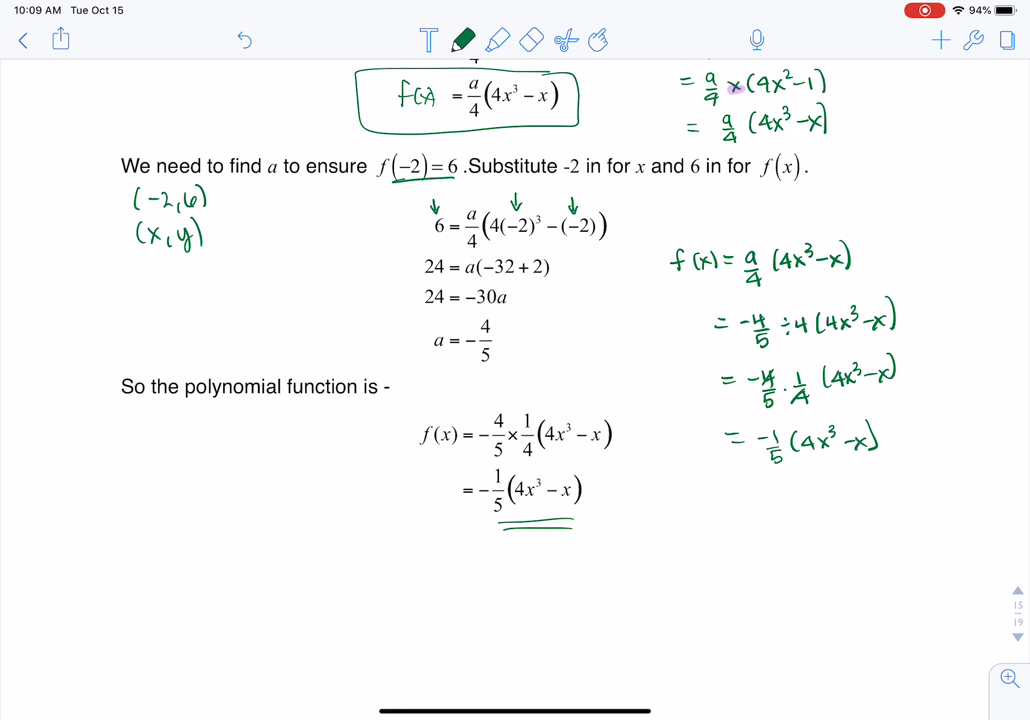 10:09 AM Tue Oct 15
94%
T
4
f(x) = a/4 (4x³ − x)
= a/4 x (4x² − 1)
= a/4 (4x³ − x)
We need to find a to ensure f(−2) = 6 .Substitute -2 in for x and 6 in for f(x).
(−2, 6)
(x, y)
6 = a/4 (4(−2)³ − (−2))
24 = a(−32 + 2)
24 = −30a
a = − 4/5
So the polynomial function is -
f(x) = − 4/5 × 1/4 (4x³ − x)
= − 1/5 (4x³ − x)
f(x) = a/4 (4x³ − x)
= −4/5 ÷ 4 (4x³ − x)
= −4/5 · 1/4 (4x³ − x)
= −1/5 (4x³ − x)
15
19